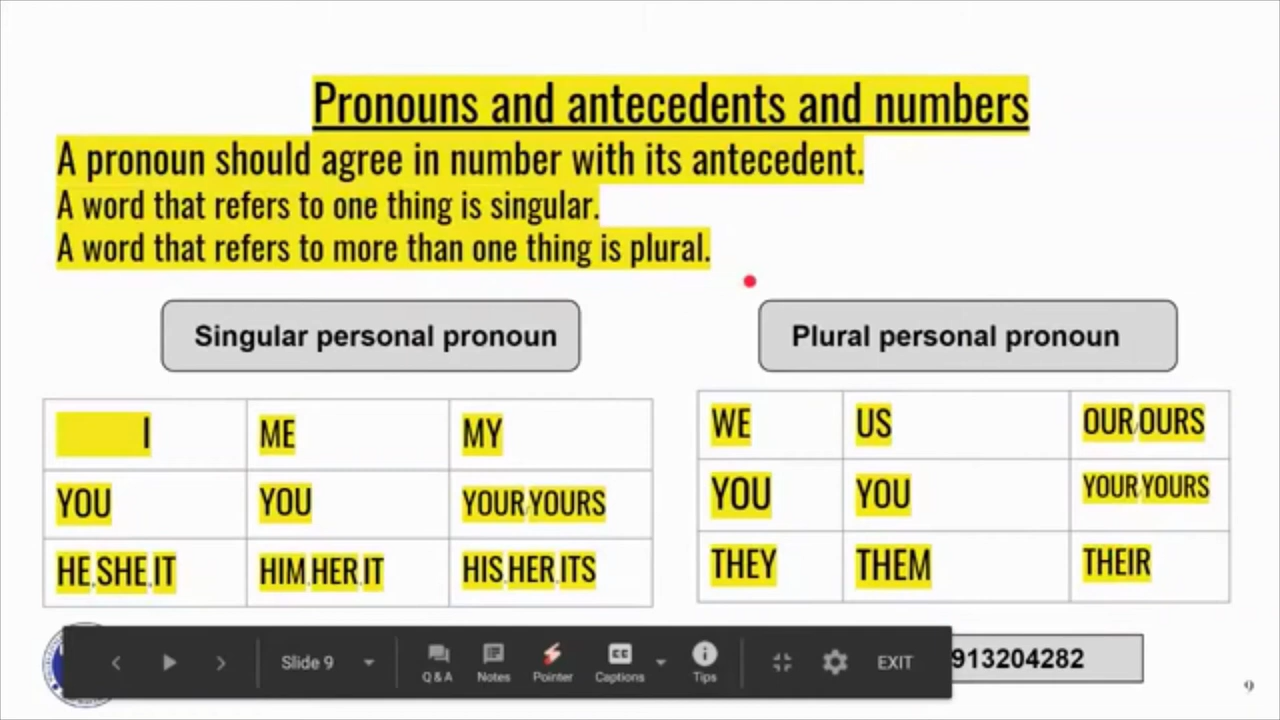 Pronouns and antecedents and numbers
A pronoun should agree in number with its antecedent.
A word that refers to one thing is singular.
A word that refers to more than one thing is plural.
Singular personal pronoun
I ME MY
YOU YOU YOUR,YOURS
HE,SHE,IT HIM,HER,IT HIS,HER,ITS
Plural personal pronoun
WE US OUR,OURS
YOU YOU YOUR,YOURS
THEY THEM THEIR
Slide 9 Q & A Notes Pointer Captions Tips EXIT
913204282
9